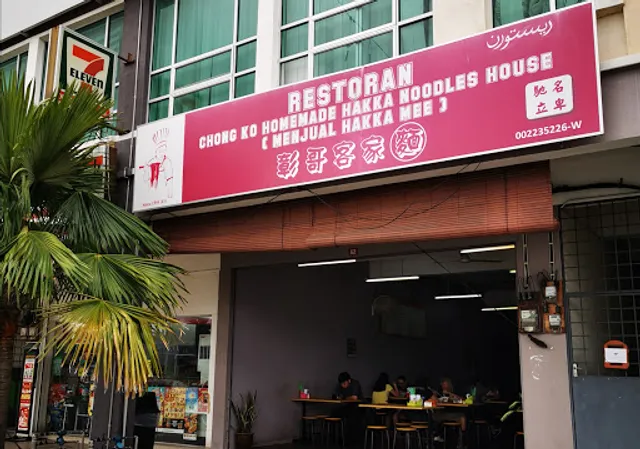 7
ELEVEN
ريستوران
RESTORAN
CHONG KO HOMEMADE HAKKA NOODLES HOUSE
( MENJUAL HAKKA MEE )
彰哥客家麵
馳名
立卑
002235226-W